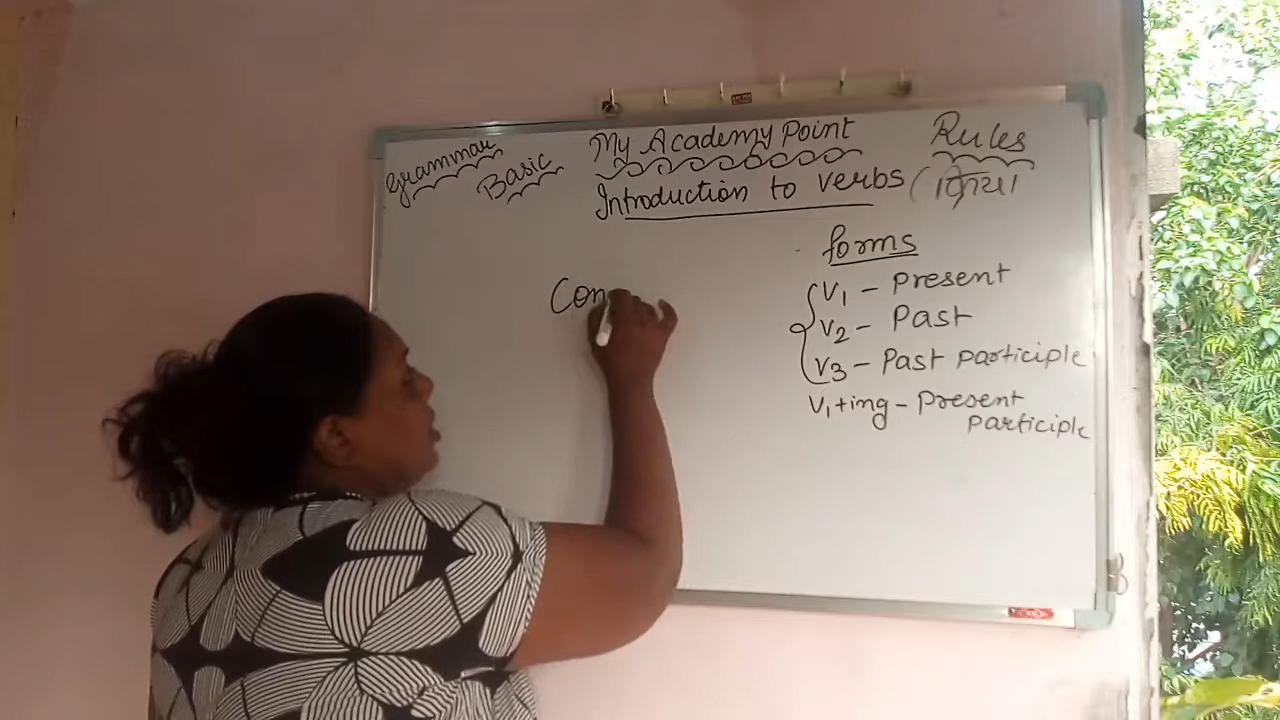 My Academy Point
Grammar
Basic
Rules
Introduction to verbs (क्रिया)
forms
V₁ - Present
V₂ - Past
V₃ - Past participle
V₁+ing - Present
participle
Con